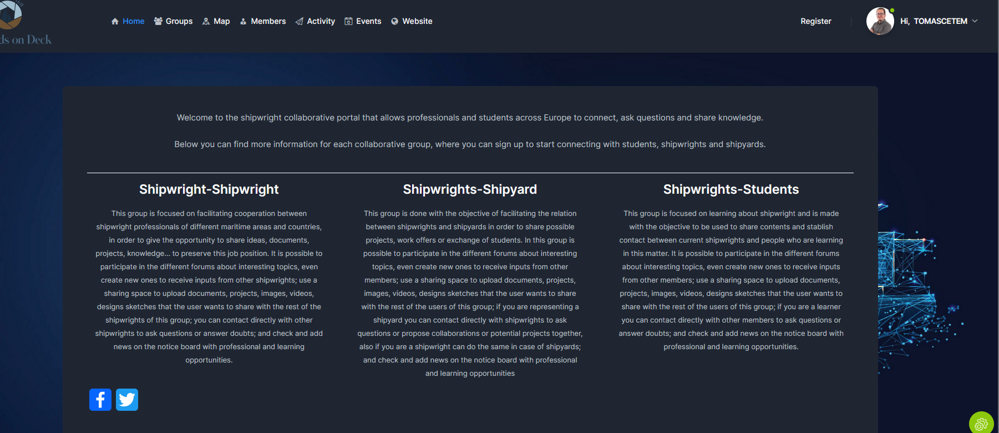 ds on Deck
Home Groups Map Members Activity Events Website Register Hi, TOMASCETEM
Welcome to the shipwright collaborative portal that allows professionals and students across Europe to connect, ask questions and share knowledge.
Below you can find more information for each collaborative group, where you can sign up to start connecting with students, shipwrights and shipyards.
Shipwright-Shipwright
This group is focused on facilitating cooperation between
shipwright professionals of different maritime areas and countries,
in order to give the opportunity to share ideas, documents,
projects, knowledge... to preserve this job position. It is possible to
participate in the different forums about interesting topics, even
create new ones to receive inputs from other shipwrights; use a
sharing space to upload documents, projects, images, videos,
designs sketches that the user wants to share with the rest of the
shipwrights of this group; you can contact directly with other
shipwrights to ask questions or answer doubts; and check and add
news on the notice board with professional and learning
opportunities.
Shipwrights-Shipyard
This group is done with the objective of facilitating the relation
between shipwrights and shipyards in order to share possible
projects, work offers or exchange of students. In this group is
possible to participate in the different forums about interesting
topics, even create new ones to receive inputs from other
members; use a sharing space to upload documents, projects,
images, videos, designs sketches that the user wants to share
with the rest of the users of this group; if you are representing a
shipyard you can contact directly with shipwrights to ask
questions or propose collaborations or potential projects together,
also if you are a shipwright can do the same in case of shipyards;
and check and add news on the notice board with professional
and learning opportunities
Shipwrights-Students
This group is focused on learning about shipwright and is made
with the objective to be used to share contents and stablish
contact between current shipwrights and people who are learning
in this matter. It is possible to participate in the different forums
about interesting topics, even create new ones to receive inputs
from other members; use a sharing space to upload documents,
projects, images, videos, designs sketches that the user wants to
share with the rest of the users of this group; if you are a learner
you can contact directly with other members to ask questions or
answer doubts; and check and add news on the notice board with
professional and learning opportunities.